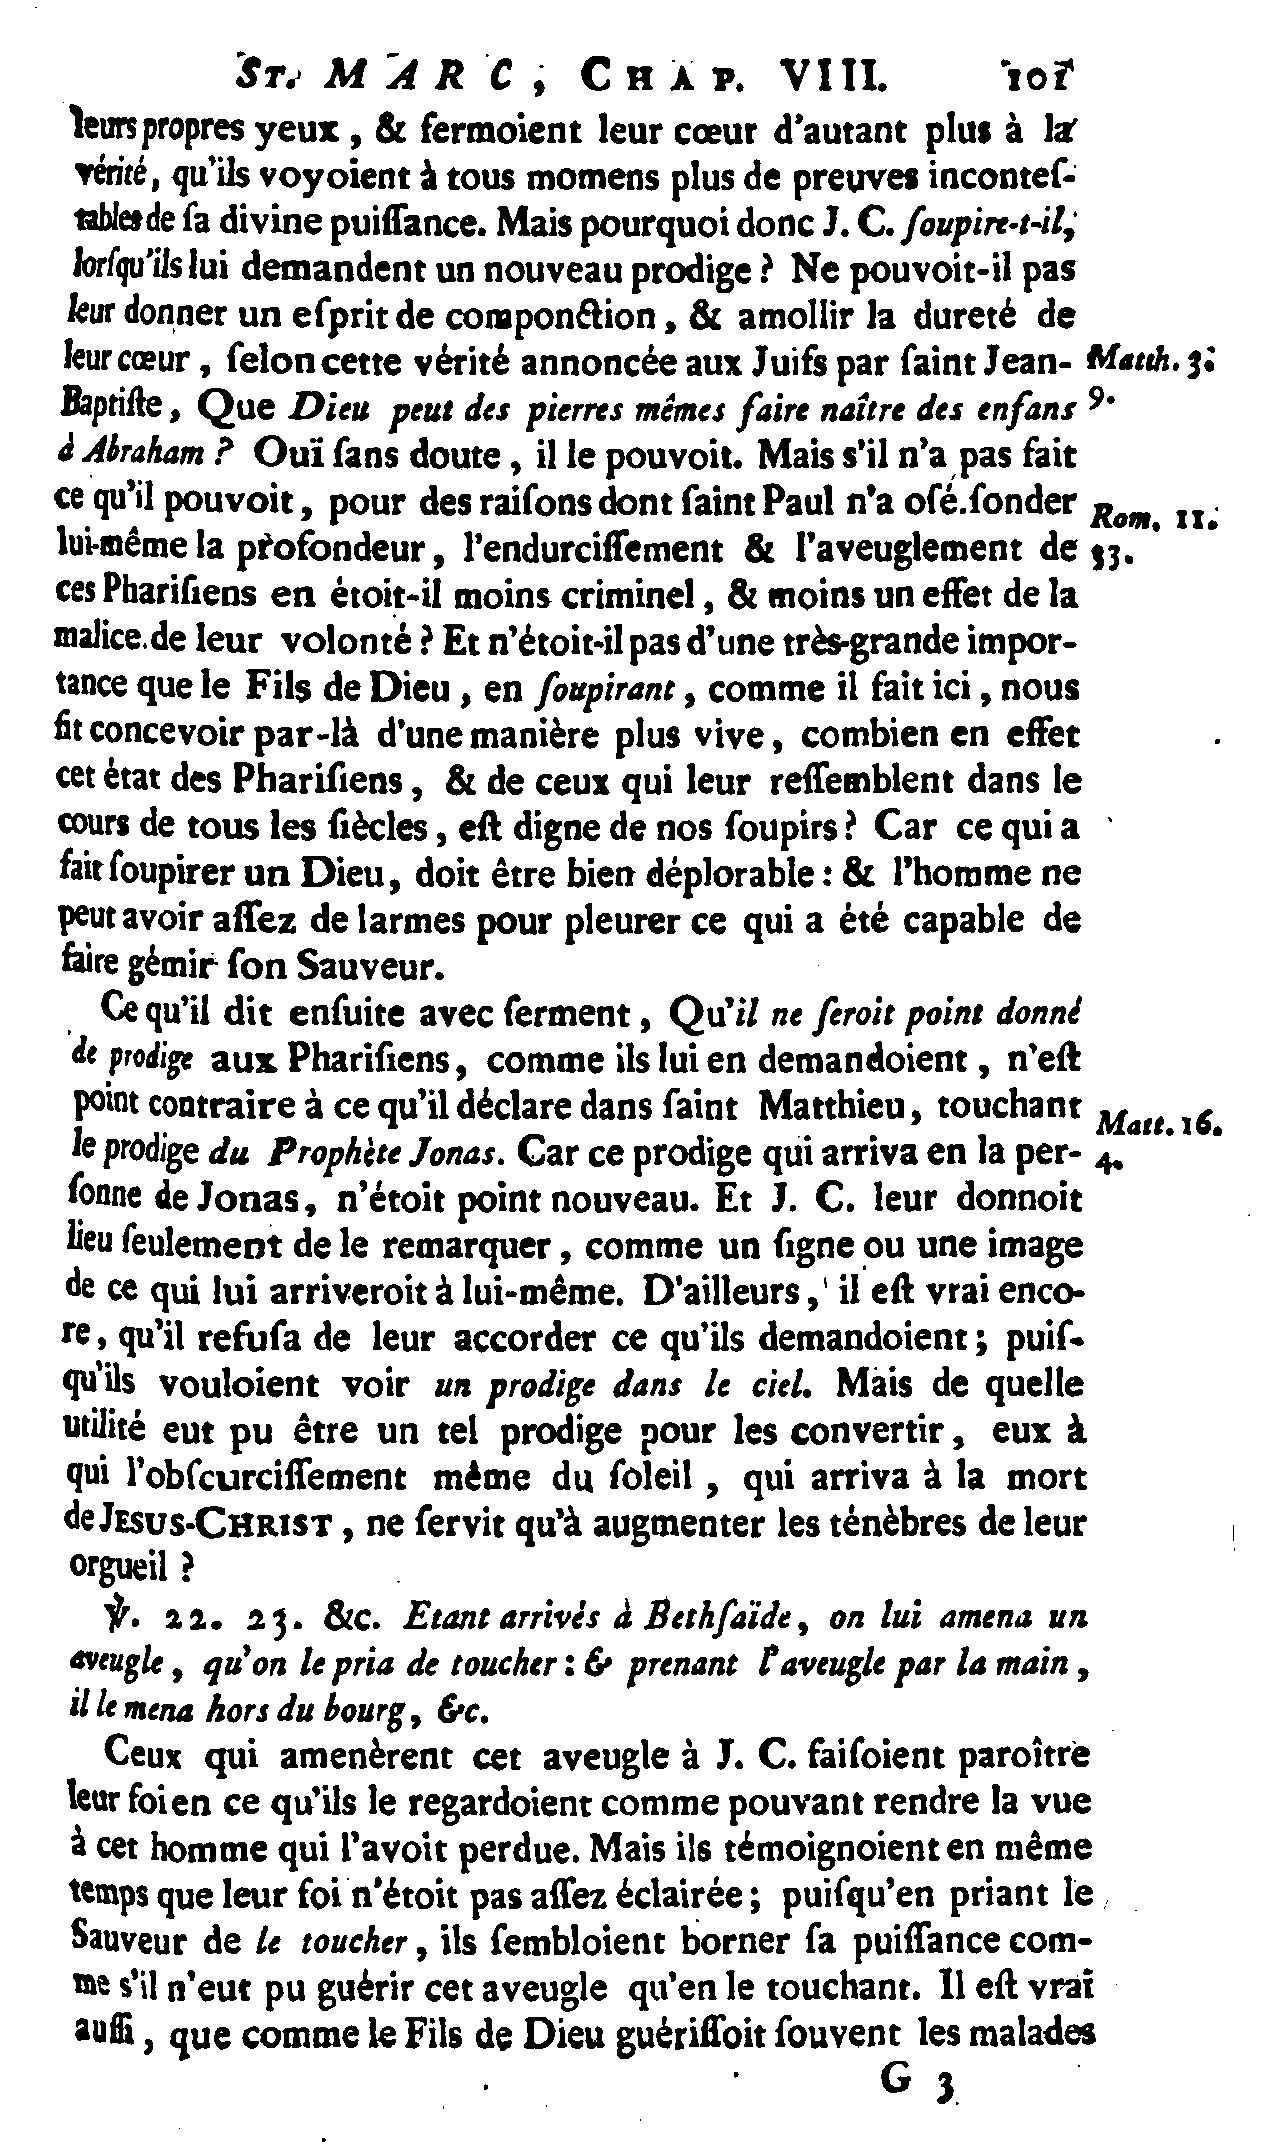 ST. MARC, CHAP. VIII. 101
leurs propres yeux, & fermoient leur cœur d'autant plus à la
vérité, qu'ils voyoient à tous momens plus de preuves inconteſ-
tables de ſa divine puiſſance. Mais pourquoi donc J. C. ſoupire-t-il,
lorſqu'ils lui demandent un nouveau prodige? Ne pouvoit-il pas
leur donner un eſprit de componction, & amollir la dureté de
leur cœur, ſelon cette vérité annoncée aux Juifs par ſaint Jean- Matth. 3.
Baptiſte, Que Dieu peut des pierres mêmes faire naître des enfans 9.
à Abraham? Ouï ſans doute, il le pouvoit. Mais s'il n'a pas fait
ce qu'il pouvoit, pour des raiſons dont ſaint Paul n'a oſé ſonder Rom. 11.
lui-même la profondeur, l'endurciſſement & l'aveuglement de 33.
ces Phariſiens en étoit-il moins criminel, & moins un effet de la
malice de leur volonté? Et n'étoit-il pas d'une très-grande impor-
tance que le Fils de Dieu, en ſoupirant, comme il fait ici, nous
fit concevoir par-là d'une manière plus vive, combien en effet
cet état des Phariſiens, & de ceux qui leur reſſemblent dans le
cours de tous les ſiècles, eſt digne de nos ſoupirs? Car ce qui a
fait ſoupirer un Dieu, doit être bien déplorable: & l'homme ne
peut avoir aſſez de larmes pour pleurer ce qui a été capable de
faire gémir ſon Sauveur.
Ce qu'il dit enſuite avec ſerment, Qu'il ne ſeroit point donné
de prodige aux Phariſiens, comme ils lui en demandoient, n'eſt
point contraire à ce qu'il déclare dans ſaint Matthieu, touchant Matt. 16.
le prodige du Prophète Jonas. Car ce prodige qui arriva en la per- 4.
ſonne de Jonas, n'étoit point nouveau. Et J. C. leur donnoit
lieu ſeulement de le remarquer, comme un ſigne ou une image
de ce qui lui arriveroit à lui-même. D'ailleurs, il eſt vrai enco-
re, qu'il refuſa de leur accorder ce qu'ils demandoient; puiſ-
qu'ils vouloient voir un prodige dans le ciel. Mais de quelle
utilité eut pu être un tel prodige pour les convertir, eux à
qui l'obſcurciſſement même du ſoleil, qui arriva à la mort
de JESUS-CHRIST, ne ſervit qu'à augmenter les ténèbres de leur
orgueil?
℣. 22. 23. &c. Etant arrivés à Bethſaïde, on lui amena un
aveugle, qu'on le pria de toucher: & prenant l'aveugle par la main,
il le mena hors du bourg, &c.
Ceux qui amenèrent cet aveugle à J. C. faiſoient paroître
leur foi en ce qu'ils le regardoient comme pouvant rendre la vue
à cet homme qui l'avoit perdue. Mais ils témoignoient en même
temps que leur foi n'étoit pas aſſez éclairée; puiſqu'en priant le
Sauveur de le toucher, ils ſembloient borner ſa puiſſance com-
me s'il n'eut pu guérir cet aveugle qu'en le touchant. Il eſt vrai
auſſi, que comme le Fils de Dieu guériſſoit ſouvent les malades
G 3